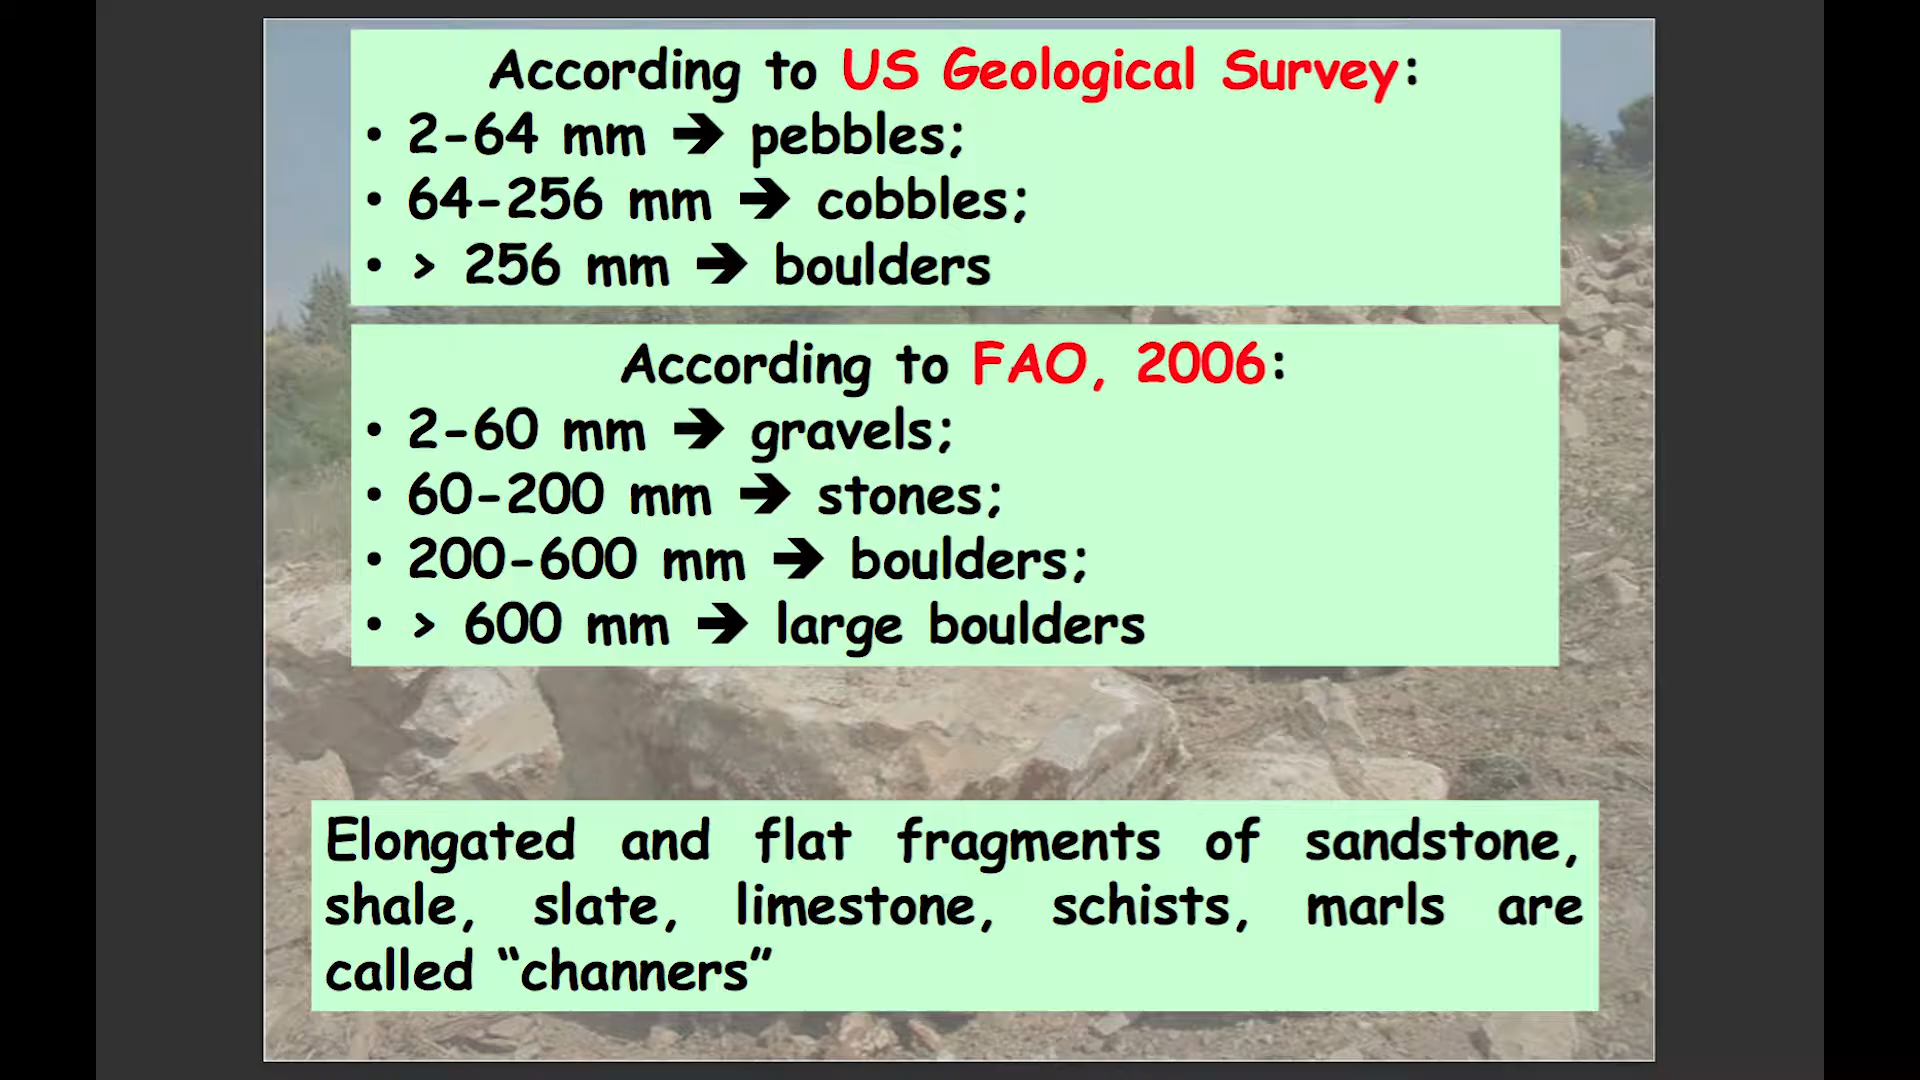 According to US Geological Survey:
• 2-64 mm ➔ pebbles;
• 64-256 mm ➔ cobbles;
• > 256 mm ➔ boulders
According to FAO, 2006:
• 2-60 mm ➔ gravels;
• 60-200 mm ➔ stones;
• 200-600 mm ➔ boulders;
• > 600 mm ➔ large boulders
Elongated and flat fragments of sandstone,
shale, slate, limestone, schists, marls are
called “channers”